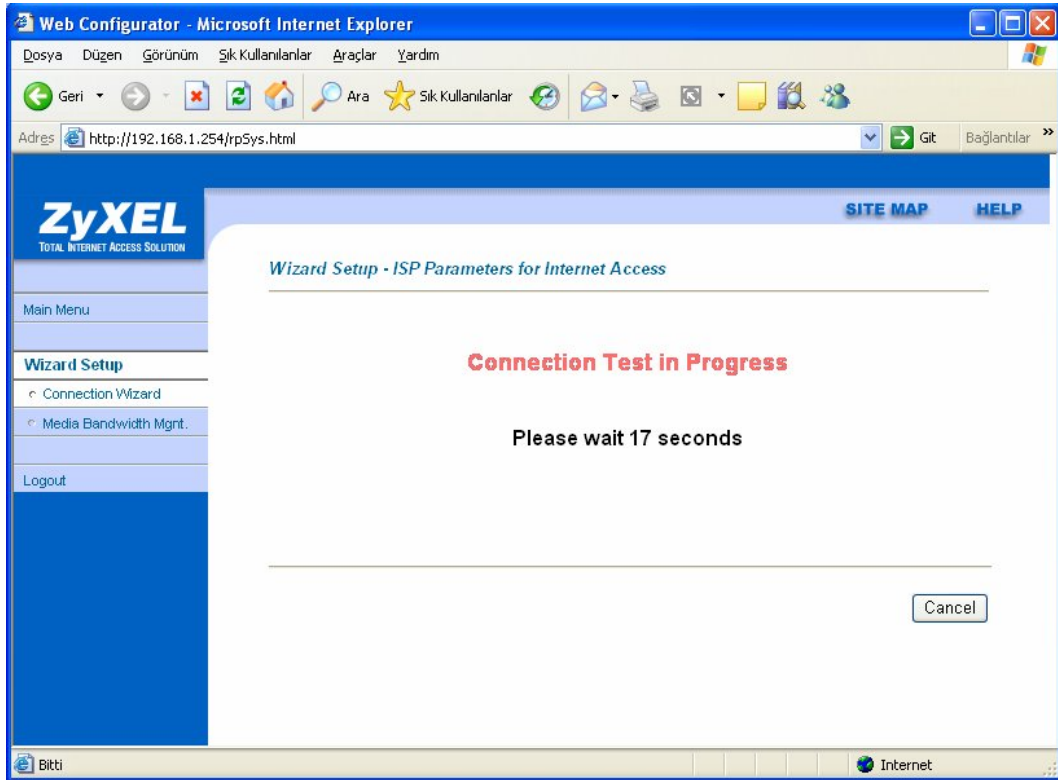 Web Configurator - Microsoft Internet Explorer
Dosya Düzen Görünüm Sık Kullanılanlar Araçlar Yardım
Geri Ara Sık Kullanılanlar
Adres http://192.168.1.254/rpSys.html Git Bağlantılar »
ZyXEL
TOTAL INTERNET ACCESS SOLUTION
SITE MAP HELP
Wizard Setup - ISP Parameters for Internet Access
Main Menu
Wizard Setup
Connection Wizard
Media Bandwidth Mgnt.
Logout
Connection Test in Progress
Please wait 17 seconds
Cancel
Bitti Internet